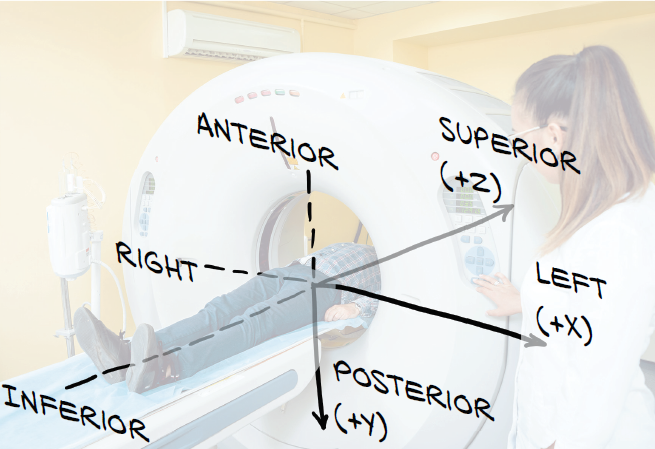 ANTERIOR
SUPERIOR
(+Z)
RIGHT
LEFT
(+X)
POSTERIOR
(+Y)
INFERIOR